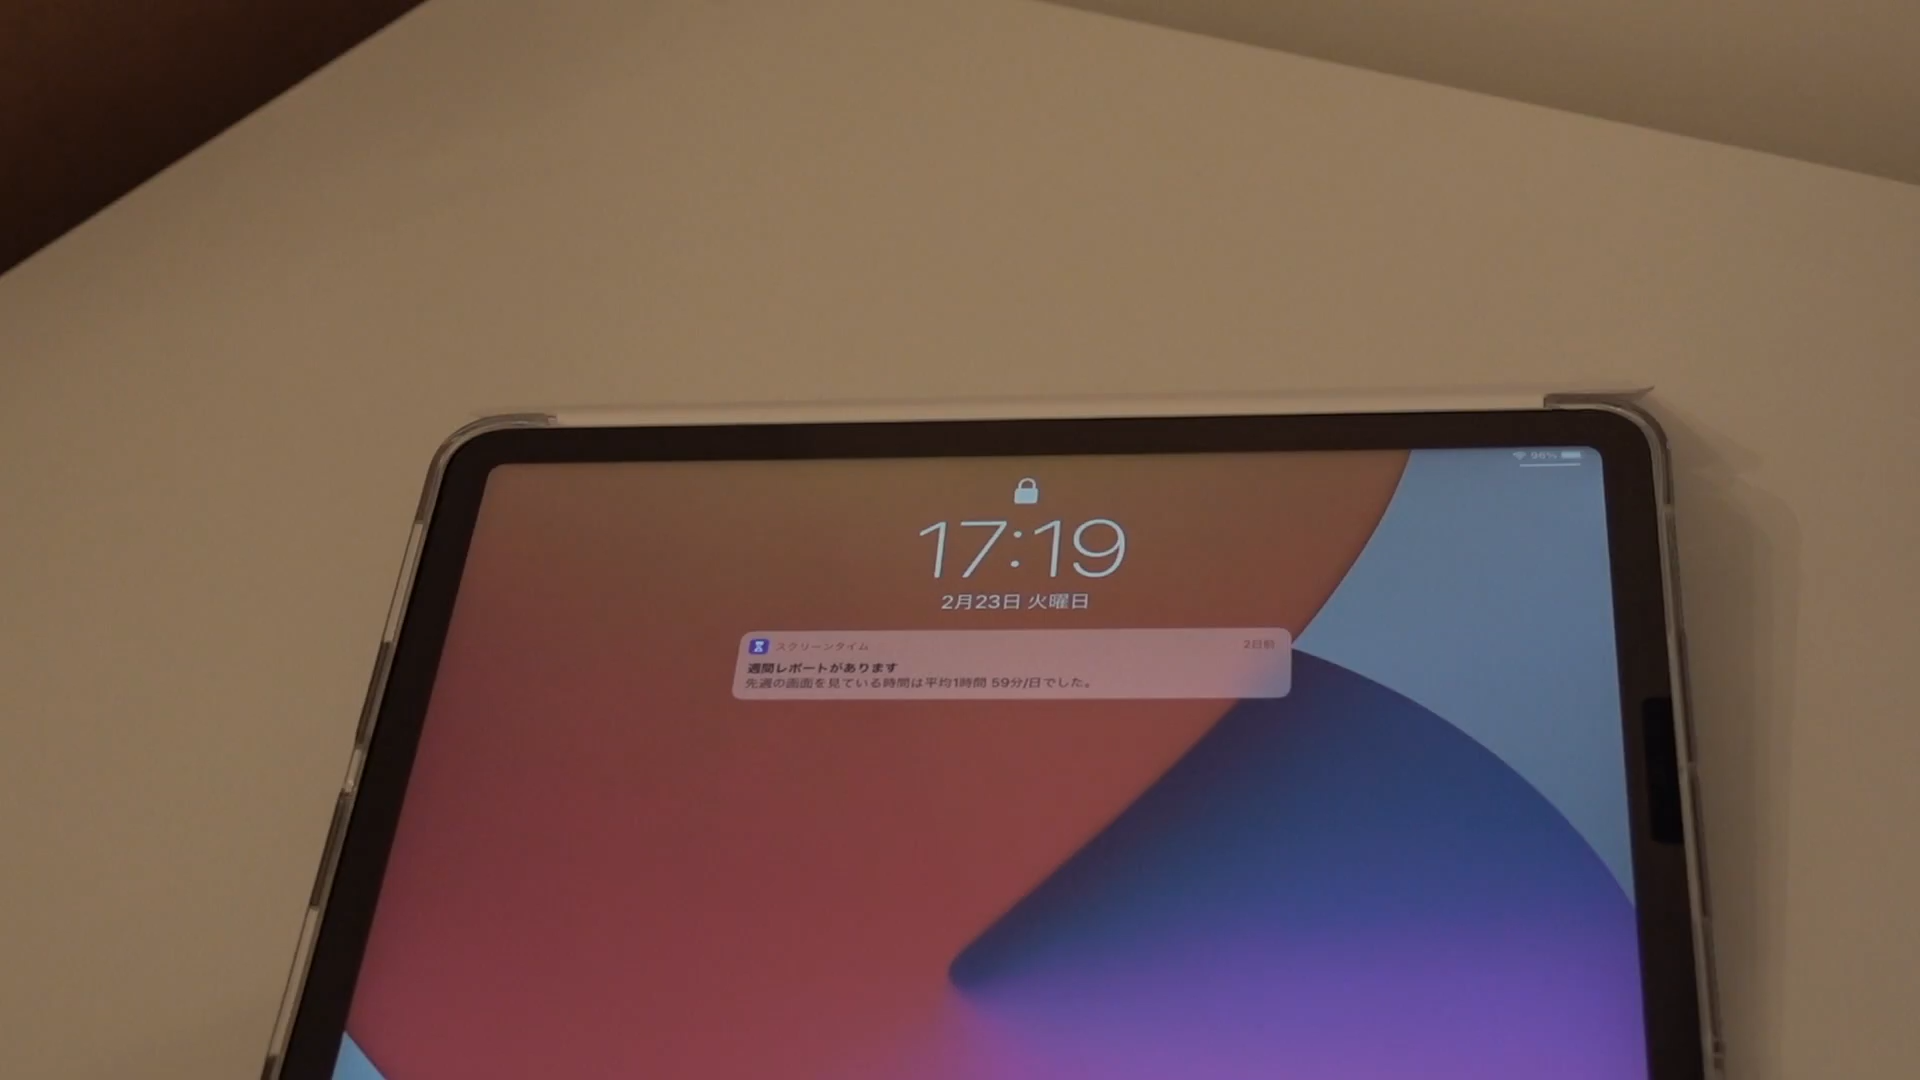 96%
17:19
2月23日 火曜日
スクリーンタイム 2日前
週間レポートがあります
先週の画面を見ている時間は平均1時間 59分/日でした。